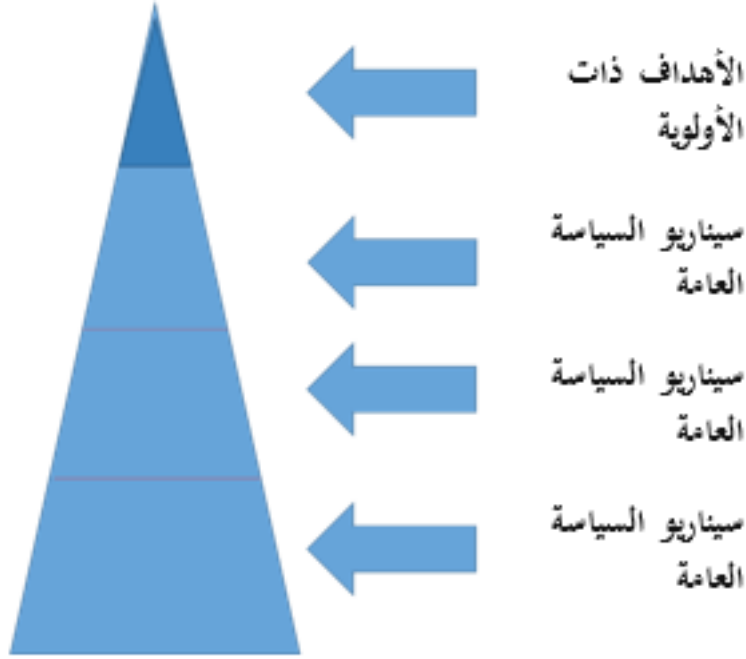 الأهداف ذات
الأولوية
سيناريو السياسة
العامة
سيناريو السياسة
العامة
سيناريو السياسة
العامة